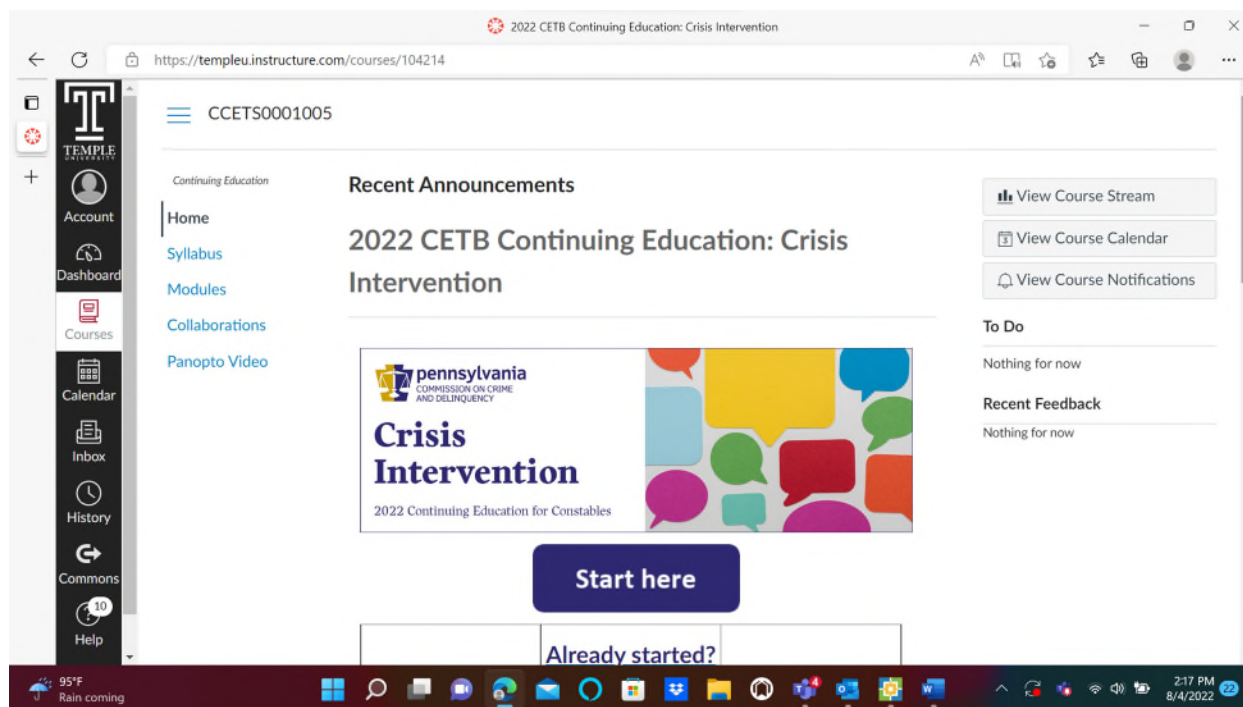 2022 CETB Continuing Education: Crisis Intervention
https://templeu.instructure.com/courses/104214
TEMPLE
UNIVERSITY
Account
Dashboard
Courses
Calendar
Inbox
History
Commons
10
Help
CCETS0001005
Continuing Education
Home
Syllabus
Modules
Collaborations
Panopto Video
Recent Announcements
2022 CETB Continuing Education: Crisis
Intervention
pennsylvania
COMMISSION ON CRIME
AND DELINQUENCY
Crisis
Intervention
2022 Continuing Education for Constables
Start here
Already started?
View Course Stream
View Course Calendar
View Course Notifications
To Do
Nothing for now
Recent Feedback
Nothing for now
95°F
Rain coming
4
2:17 PM
8/4/2022
22